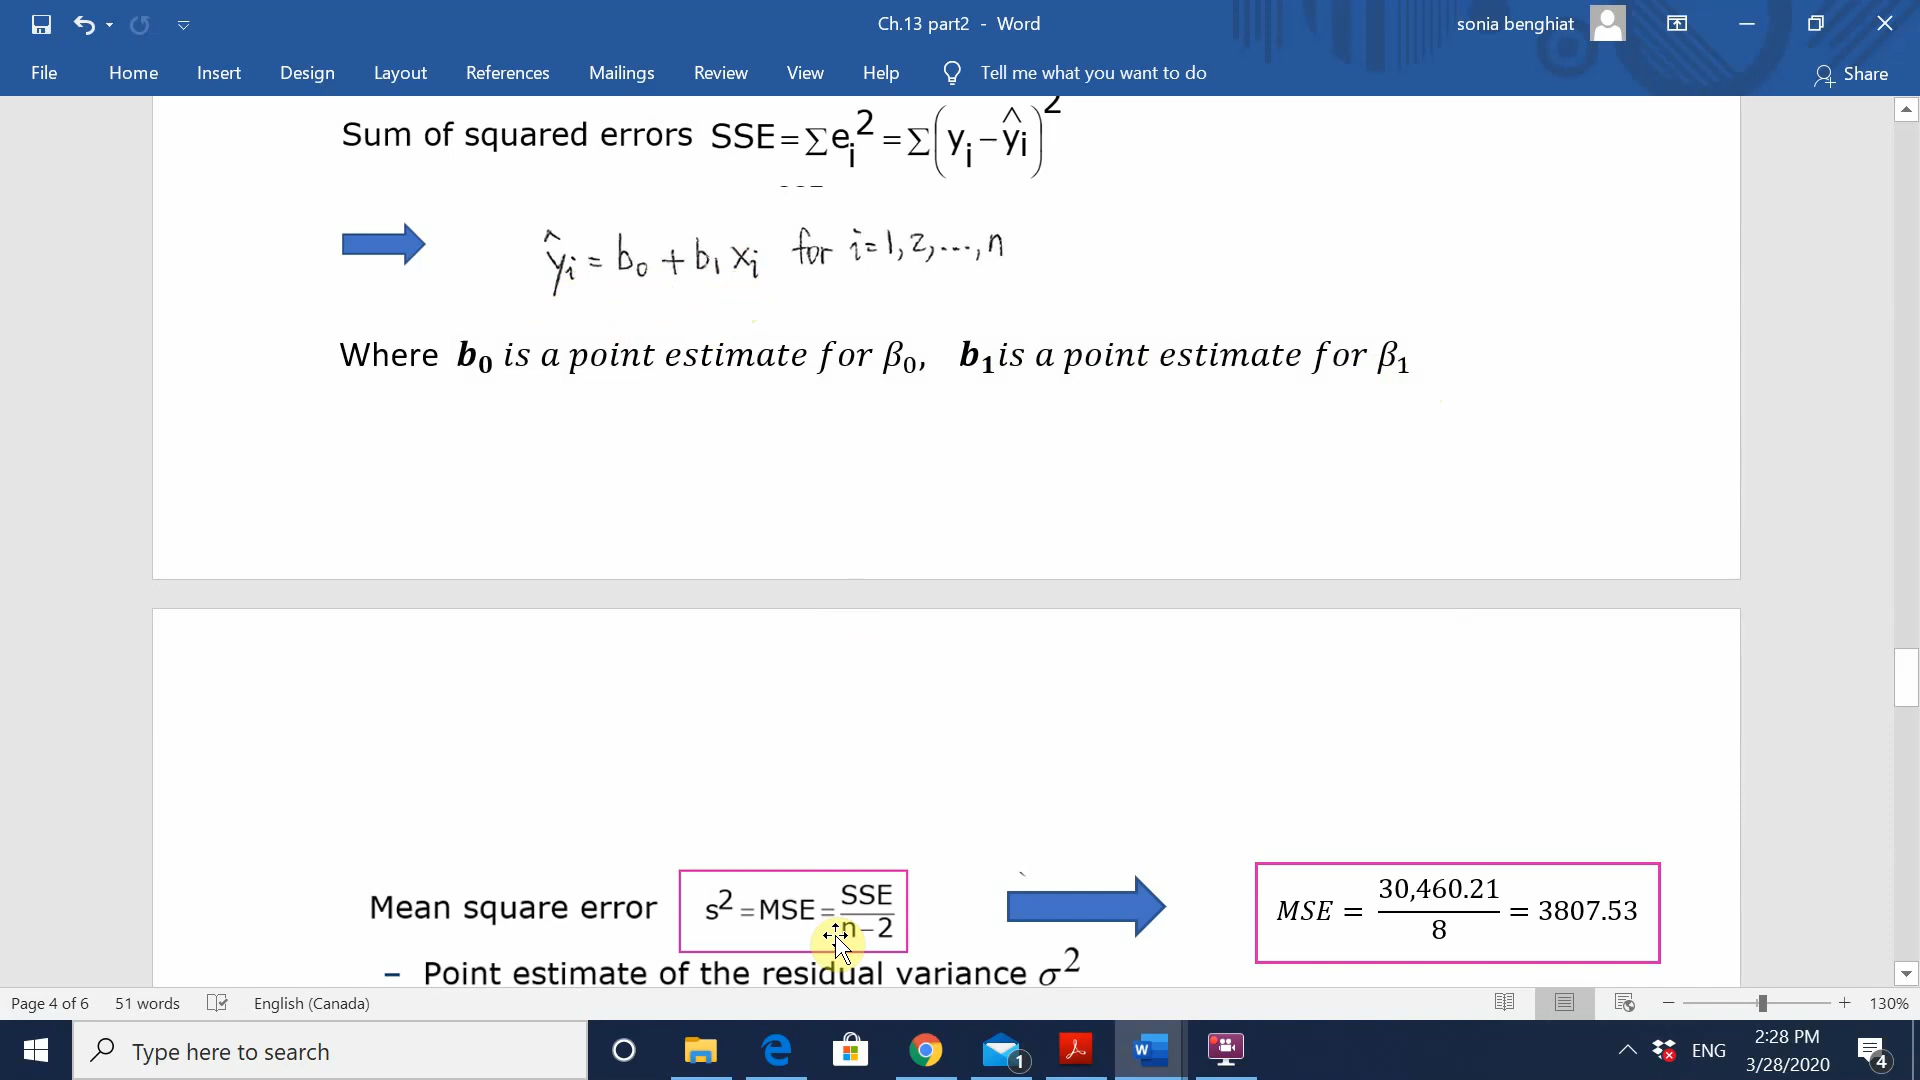 Ch.13 part2 - Word
sonia benghiat
File Home Insert Design Layout References Mailings Review View Help Tell me what you want to do Share
Sum of squared errors SSE = ∑e_i^2 = ∑(y_i − ŷ_i)^2
ŷ_i = b_0 + b_1 x_i for i=1,2,...,n
Where b_0 is a point estimate for β_0, b_1 is a point estimate for β_1
Mean square error s^2 = MSE = SSE / n−2
MSE = 30,460.21 / 8 = 3807.53
– Point estimate of the residual variance σ^2
Page 4 of 6 51 words English (Canada) 130%
Type here to search
1
ENG
2:28 PM
3/28/2020
4